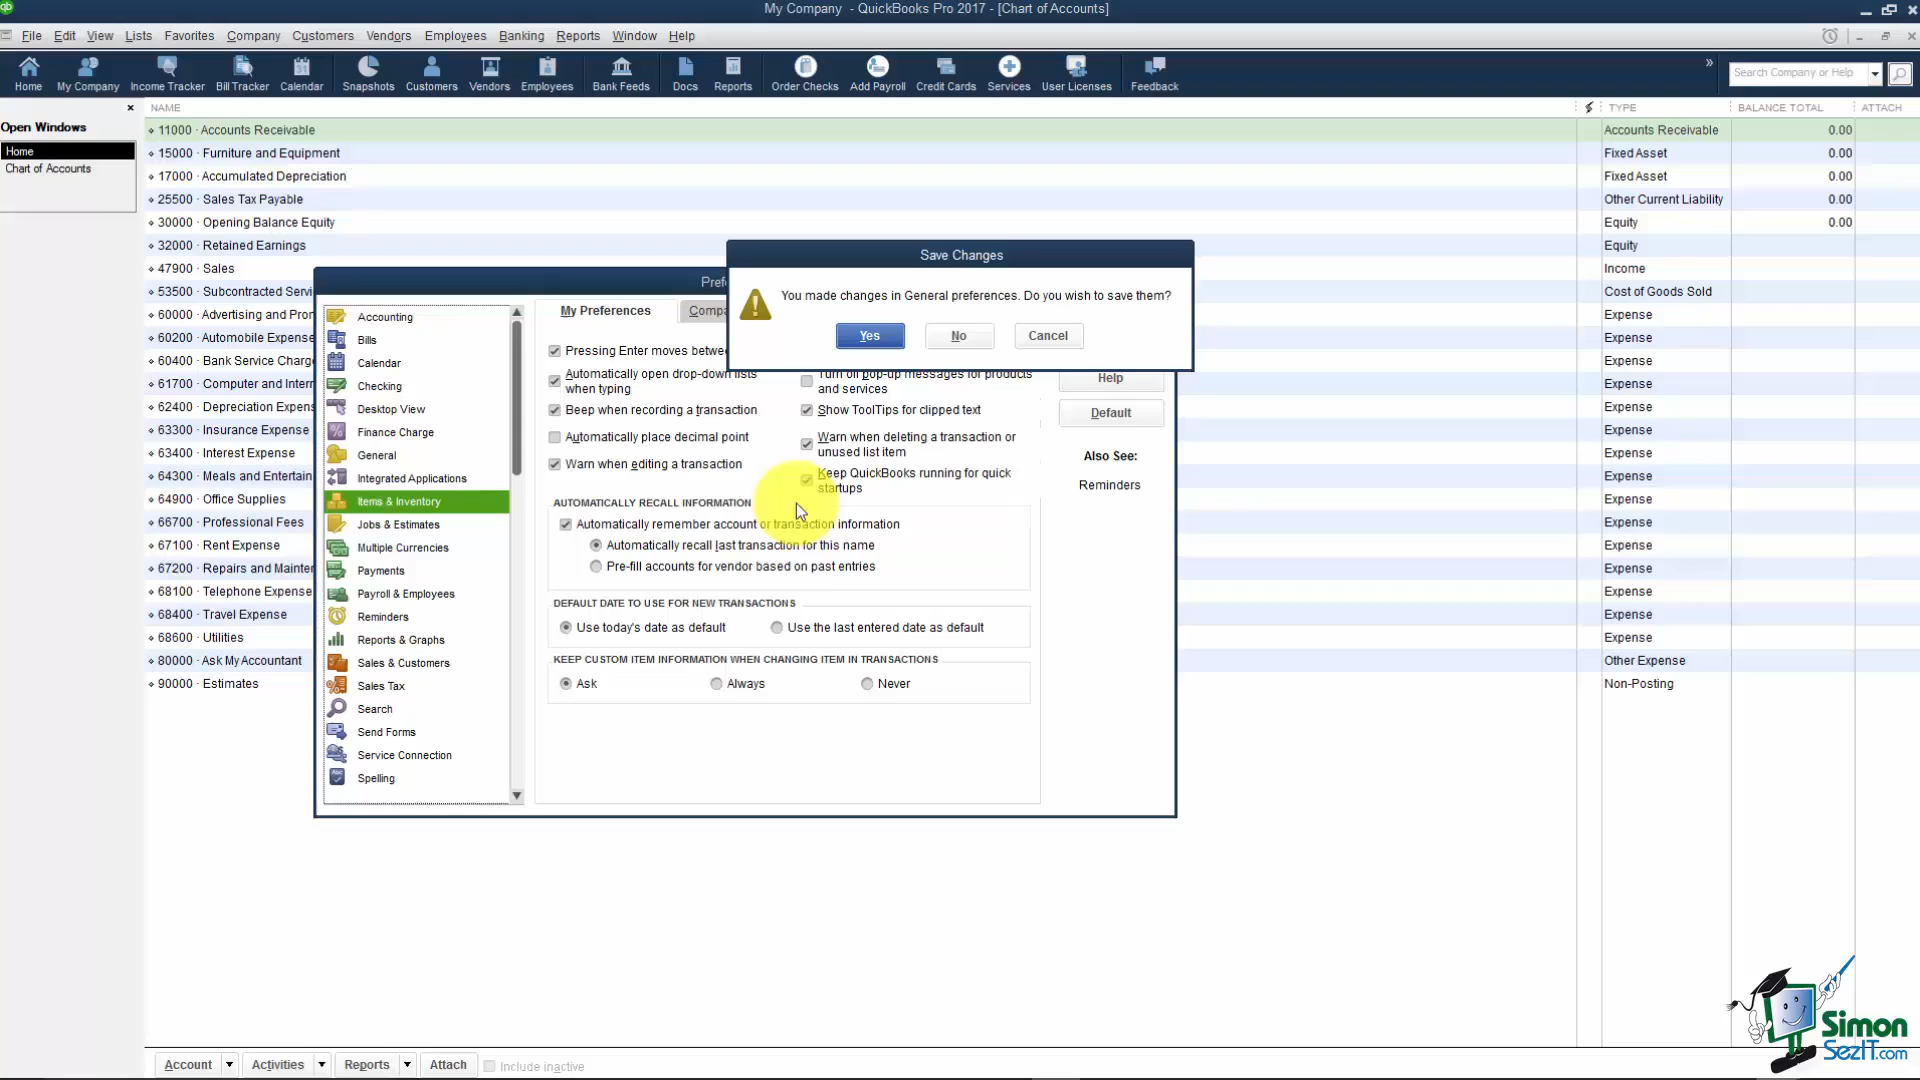 qb
My Company - QuickBooks Pro 2017 - [Chart of Accounts]
File Edit View Lists Favorites Company Customers Vendors Employees Banking Reports Window Help
Home My Company Income Tracker Bill Tracker Calendar Snapshots Customers Vendors Employees Bank Feeds Docs Reports Order Checks Add Payroll Credit Cards Services User Licenses Feedback
Search Company or Help
NAME TYPE BALANCE TOTAL ATTACH
Open Windows
Home
Chart of Accounts
11000 · Accounts Receivable Accounts Receivable 0.00
15000 · Furniture and Equipment Fixed Asset 0.00
17000 · Accumulated Depreciation Fixed Asset 0.00
25500 · Sales Tax Payable Other Current Liability 0.00
30000 · Opening Balance Equity Equity 0.00
32000 · Retained Earnings Equity
47900 · Sales Income
53500 · Subcontracted Servi Cost of Goods Sold
60000 · Advertising and Pron Expense
60200 · Automobile Expense Expense
60400 · Bank Service Charge Expense
61700 · Computer and Intern Expense
62400 · Depreciation Expens Expense
63300 · Insurance Expense Expense
63400 · Interest Expense Expense
64300 · Meals and Entertain Expense
64900 · Office Supplies Expense
66700 · Professional Fees Expense
67100 · Rent Expense Expense
67200 · Repairs and Mainter Expense
68100 · Telephone Expense Expense
68400 · Travel Expense Expense
68600 · Utilities Expense
80000 · Ask My Accountant Other Expense
90000 · Estimates Non-Posting
Save Changes
You made changes in General preferences. Do you wish to save them?
Yes No Cancel
Prefe
Accounting
Bills
Calendar
Checking
Desktop View
Finance Charge
General
Integrated Applications
Items & Inventory
Jobs & Estimates
Multiple Currencies
Payments
Payroll & Employees
Reminders
Reports & Graphs
Sales & Customers
Sales Tax
Search
Send Forms
Service Connection
Spelling
My Preferences Compa
Pressing Enter moves betwe
Automatically open drop-down lists
when typing
Beep when recording a transaction
Automatically place decimal point
Warn when editing a transaction
Turn off pop-up messages for products
and services
Show ToolTips for clipped text
Warn when deleting a transaction or
unused list item
Keep QuickBooks running for quick
startups
AUTOMATICALLY RECALL INFORMATION
Automatically remember account or transaction information
Automatically recall last transaction for this name
Pre-fill accounts for vendor based on past entries
DEFAULT DATE TO USE FOR NEW TRANSACTIONS
Use today's date as default Use the last entered date as default
KEEP CUSTOM ITEM INFORMATION WHEN CHANGING ITEM IN TRANSACTIONS
Ask Always Never
Help
Default
Also See:
Reminders
Account Activities Reports Attach Include inactive
Simon
SezIT.com